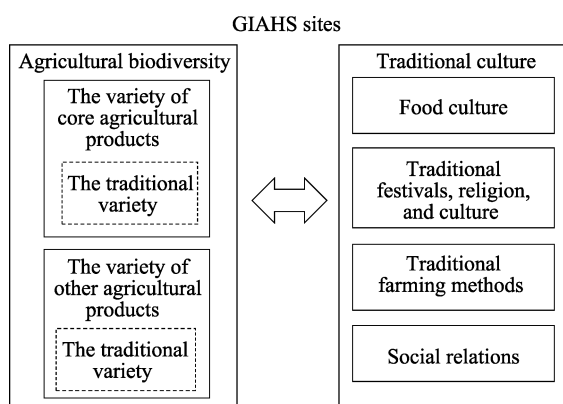 GIAHS sites
Agricultural biodiversity
The variety of
core agricultural
products
The traditional
variety
The variety of
other agricultural
products
The traditional
variety
Traditional culture
Food culture
Traditional
festivals, religion,
and culture
Traditional
farming methods
Social relations